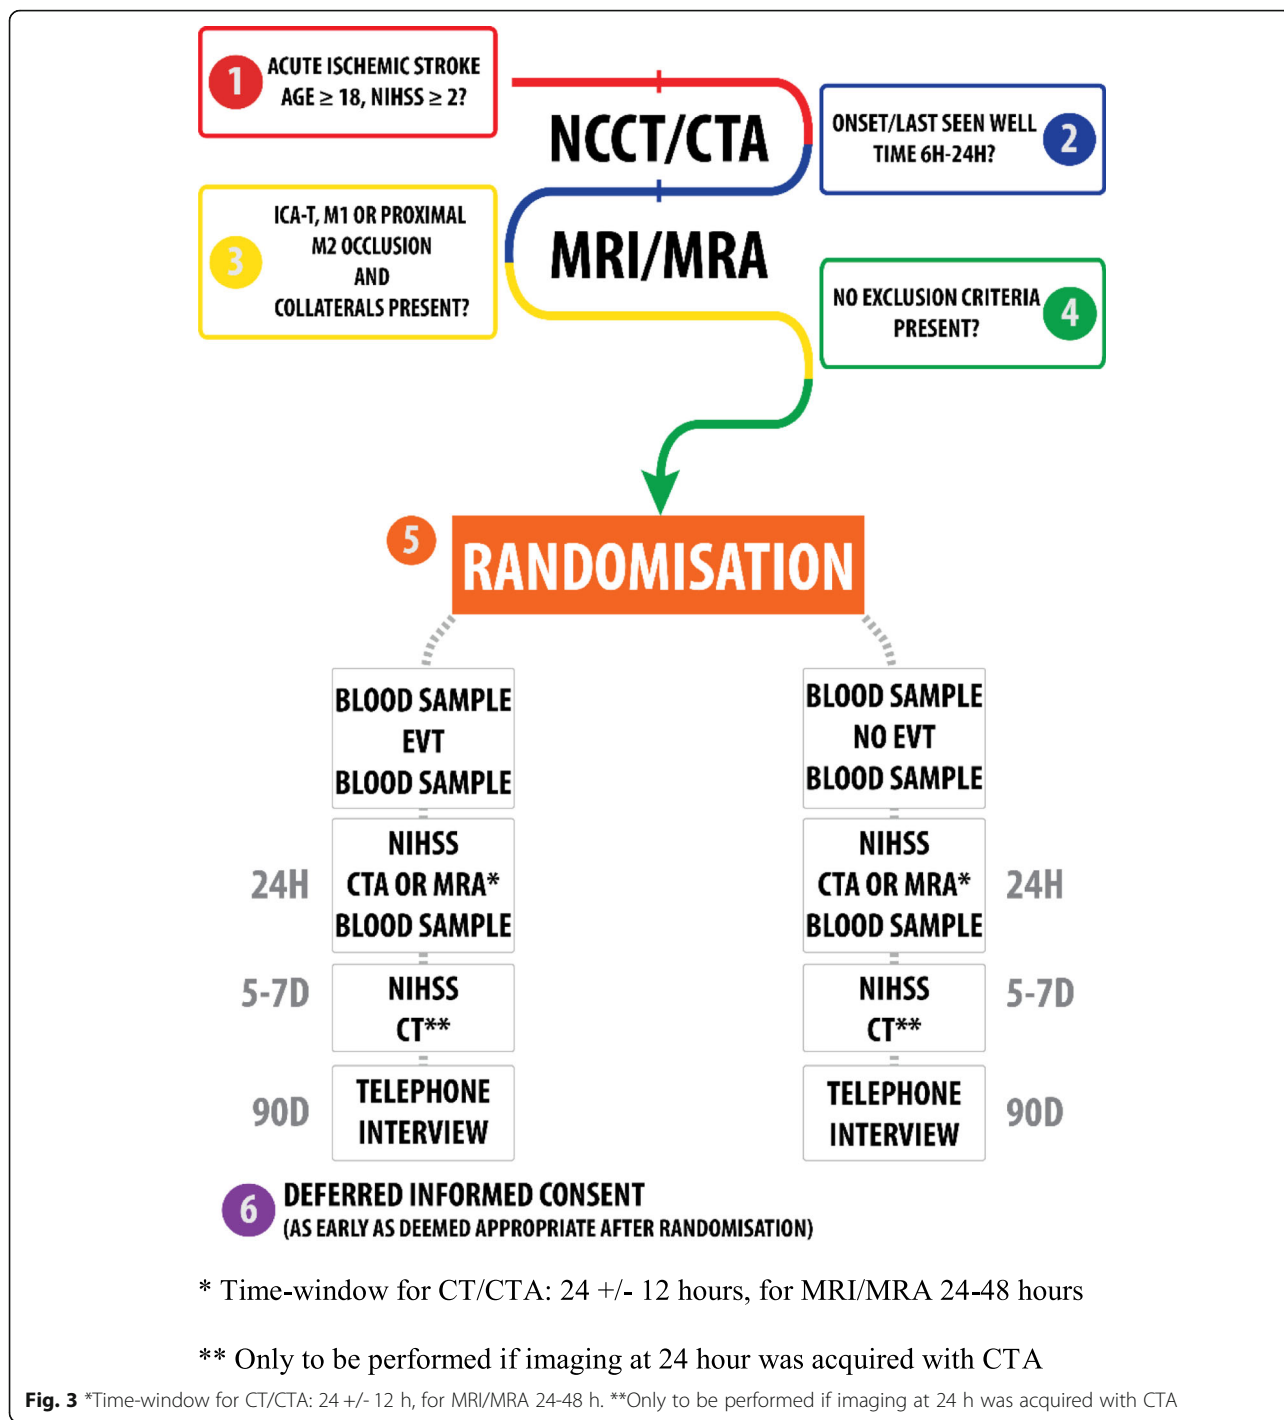 1
ACUTE ISCHEMIC STROKE
AGE ≥ 18, NIHSS ≥ 2?
NCCT/CTA
ONSET/LAST SEEN WELL
TIME 6H-24H?
2
3
ICA-T, M1 OR PROXIMAL
M2 OCCLUSION
AND
COLLATERALS PRESENT?
MRI/MRA
NO EXCLUSION CRITERIA
PRESENT?
4
5
RANDOMISATION
BLOOD SAMPLE
EVT
BLOOD SAMPLE
BLOOD SAMPLE
NO EVT
BLOOD SAMPLE
24H
NIHSS
CTA OR MRA*
BLOOD SAMPLE
NIHSS
CTA OR MRA*
BLOOD SAMPLE
24H
5-7D
NIHSS
CT**
NIHSS
CT**
5-7D
90D
TELEPHONE
INTERVIEW
TELEPHONE
INTERVIEW
90D
6
DEFERRED INFORMED CONSENT
(AS EARLY AS DEEMED APPROPRIATE AFTER RANDOMISATION)
* Time-window for CT/CTA: 24 +/- 12 hours, for MRI/MRA 24-48 hours
** Only to be performed if imaging at 24 hour was acquired with CTA
Fig. 3 *Time-window for CT/CTA: 24 +/- 12 h, for MRI/MRA 24-48 h. **Only to be performed if imaging at 24 h was acquired with CTA